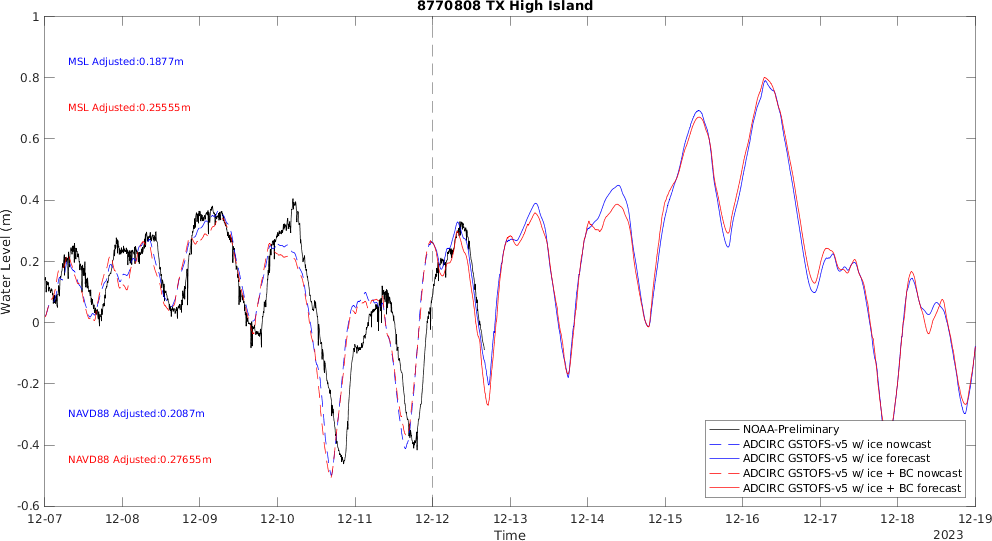 8770808 TX High Island
1
0.8
0.6
0.4
0.2
0
-0.2
-0.4
-0.6
Water Level (m)
MSL Adjusted:0.1877m
MSL Adjusted:0.25555m
NAVD88 Adjusted:0.2087m
NAVD88 Adjusted:0.27655m
NOAA-Preliminary
ADCIRC GSTOFS-v5 w/ ice nowcast
ADCIRC GSTOFS-v5 w/ ice forecast
ADCIRC GSTOFS-v5 w/ ice + BC nowcast
ADCIRC GSTOFS-v5 w/ ice + BC forecast
12-07 12-08 12-09 12-10 12-11 12-12 12-13 12-14 12-15 12-16 12-17 12-18 12-19
Time
2023